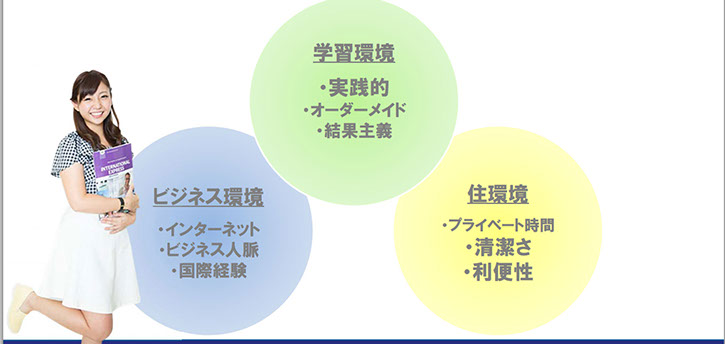 学習環境
・実践的
・オーダーメイド
・結果主義
ビジネス環境
・インターネット
・ビジネス人脈
・国際経験
住環境
・プライベート時間
・清潔さ
・利便性
INTERNATIONAL
EXPRESS